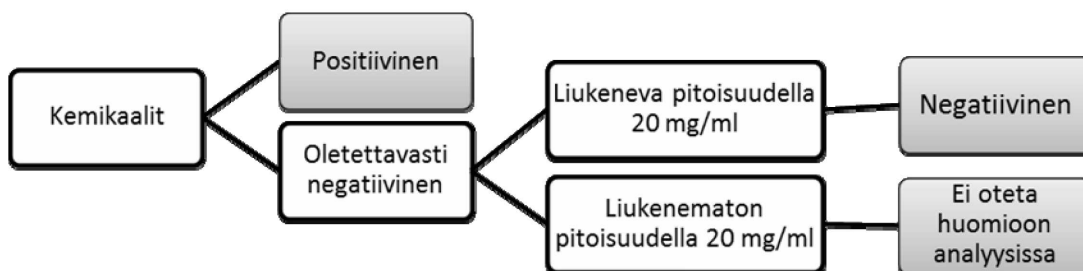 Kemikaalit
Positiivinen
Oletettavasti
negatiivinen
Liukeneva pitoisuudella
20 mg/ml
Negatiivinen
Liukenematon
pitoisuudella 20 mg/ml
Ei oteta
huomioon
analyysissa